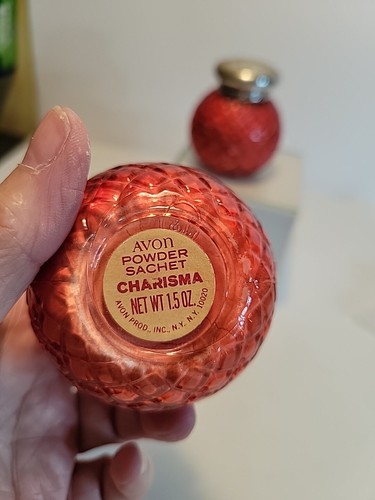 AVON
POWDER
SACHET
CHARISMA
NET WT 1.5 OZ.
AVON PROD., INC., N.Y. N.Y. 10020